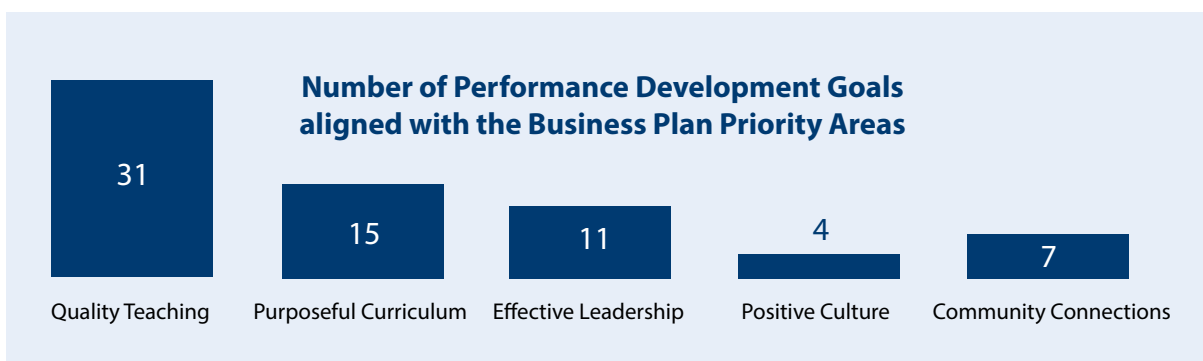 Number of Performance Development Goals
aligned with the Business Plan Priority Areas
31
15
11
4
7
Quality Teaching
Purposeful Curriculum
Effective Leadership
Positive Culture
Community Connections